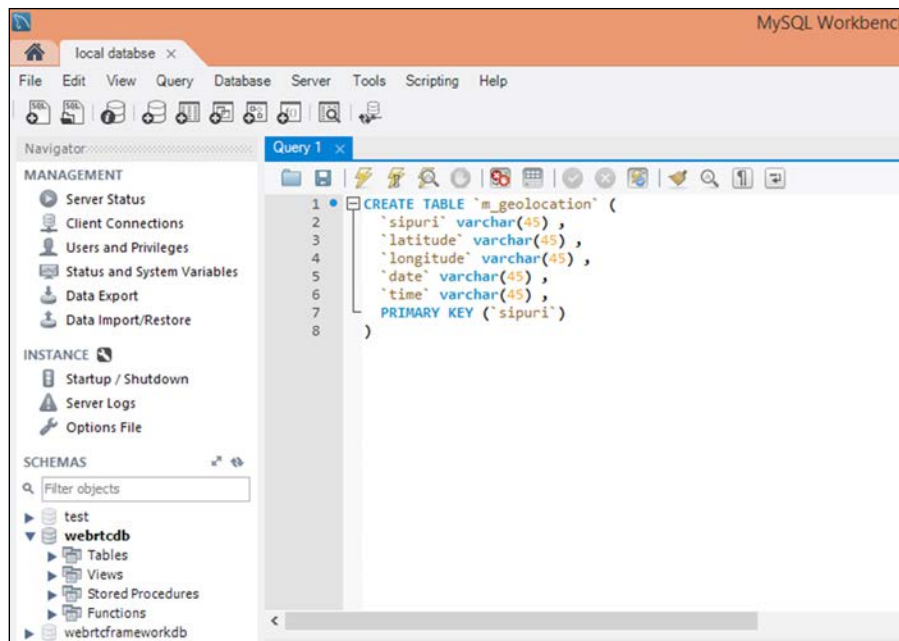 MySQL Workbenc
local databse
File Edit View Query Database Server Tools Scripting Help
Navigator
MANAGEMENT
Server Status
Client Connections
Users and Privileges
Status and System Variables
Data Export
Data Import/Restore
INSTANCE
Startup / Shutdown
Server Logs
Options File
SCHEMAS
Filter objects
test
webrtcdb
Tables
Views
Stored Procedures
Functions
webrtcframeworkdb
Query 1
1 CREATE TABLE `m_geolocation` (
2 `sipuri` varchar(45) ,
3 `latitude` varchar(45) ,
4 `longitude` varchar(45) ,
5 `date` varchar(45) ,
6 `time` varchar(45) ,
7 PRIMARY KEY (`sipuri`)
8 )